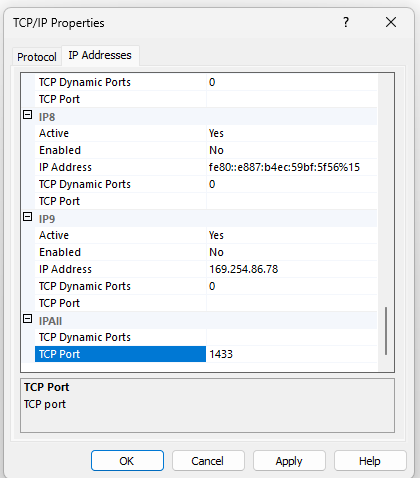 TCP/IP Properties ? ×
Protocol IP Addresses
TCP Dynamic Ports 0
TCP Port
IP8
Active Yes
Enabled No
IP Address fe80::e887:b4ec:59bf:5f56%15
TCP Dynamic Ports 0
TCP Port
IP9
Active Yes
Enabled No
IP Address 169.254.86.78
TCP Dynamic Ports 0
TCP Port
IPAll
TCP Dynamic Ports
TCP Port 1433
TCP Port
TCP port
OK Cancel Apply Help